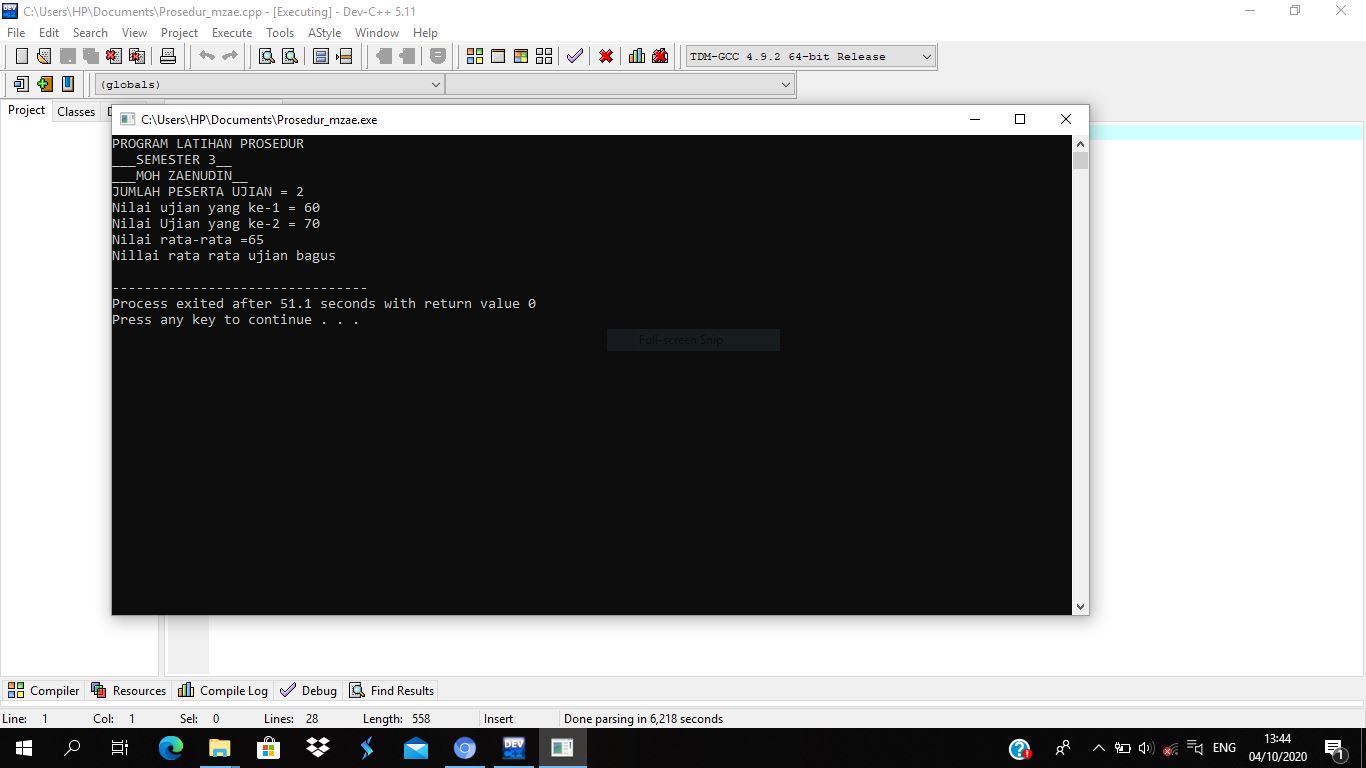 C:\Users\HP\Documents\Prosedur_mzae.cpp - [Executing] - Dev-C++ 5.11
File Edit Search View Project Execute Tools AStyle Window Help
TDM-GCC 4.9.2 64-bit Release
(globals)
Project Classes
C:\Users\HP\Documents\Prosedur_mzae.exe
PROGRAM LATIHAN PROSEDUR
___SEMESTER 3__
___MOH ZAENUDIN__
JUMLAH PESERTA UJIAN = 2
Nilai ujian yang ke-1 = 60
Nilai Ujian yang ke-2 = 70
Nilai rata-rata =65
Nillai rata rata ujian bagus
--------------------------------
Process exited after 51.1 seconds with return value 0
Press any key to continue . . .
Full-screen Snip
Compiler Resources Compile Log Debug Find Results
Line: 1 Col: 1 Sel: 0 Lines: 28 Length: 558 Insert Done parsing in 6,218 seconds
DEV
ENG
13:44
04/10/2020
1